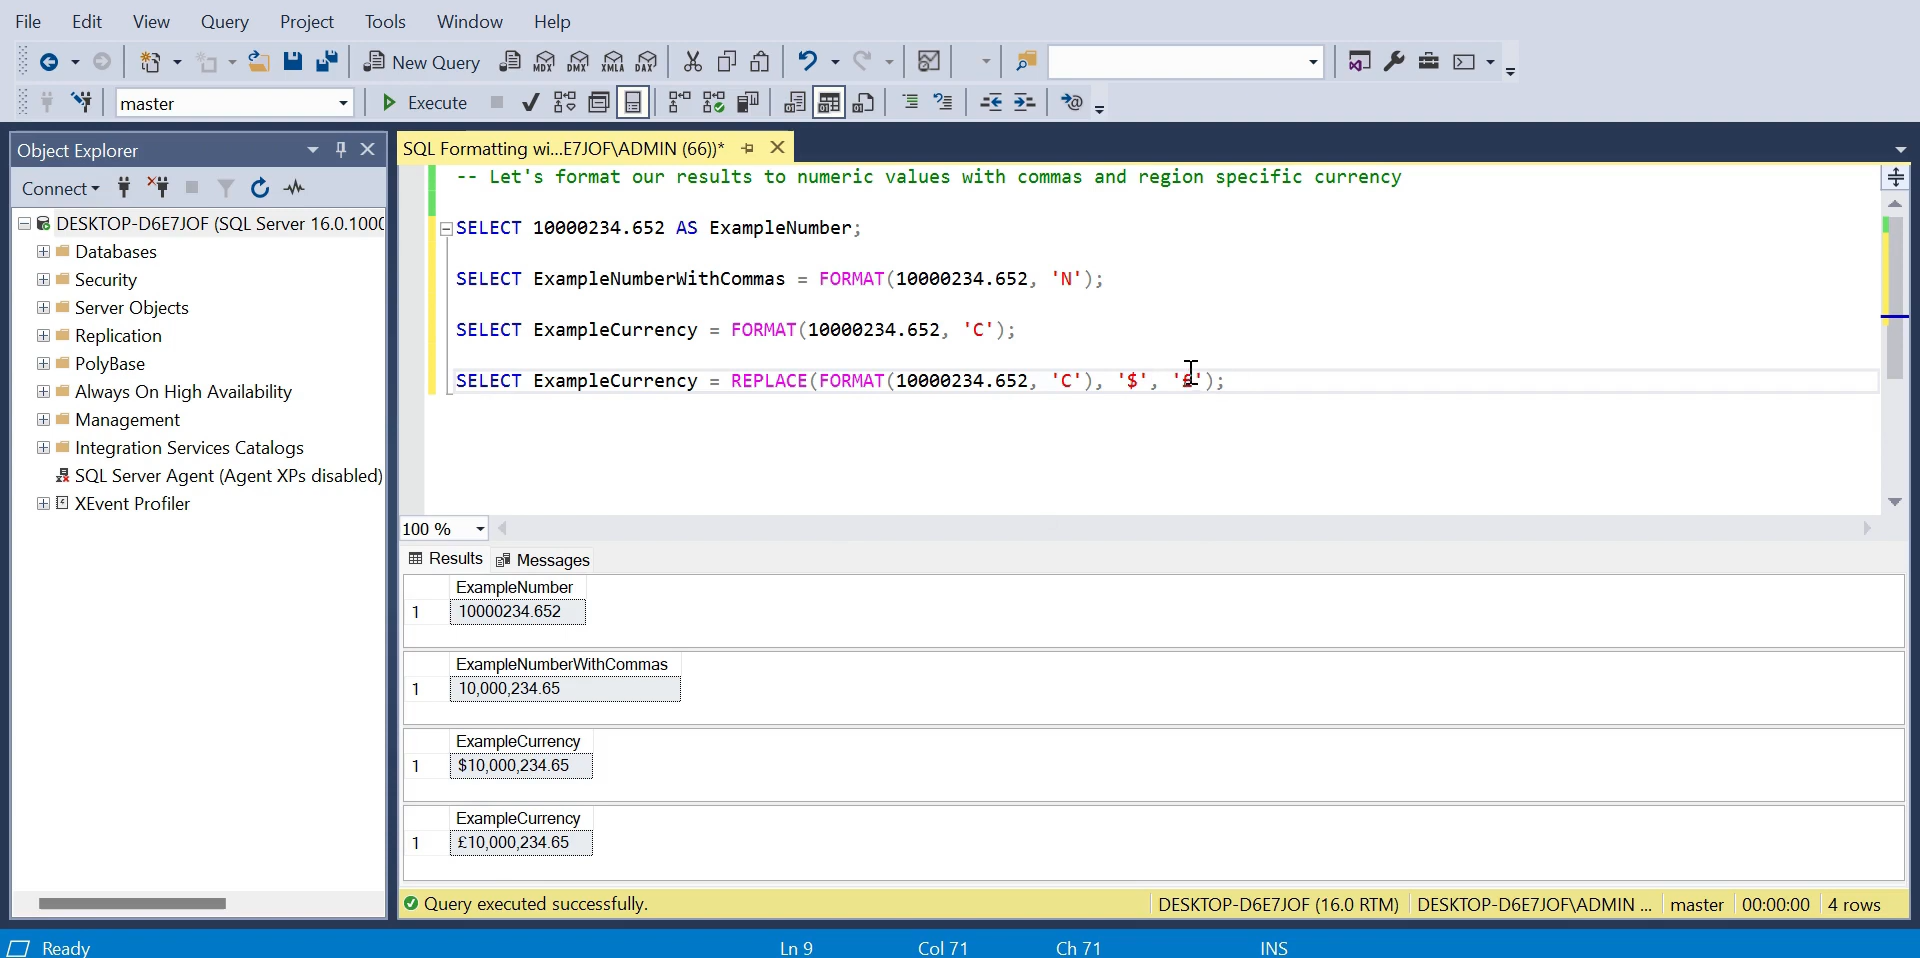 File Edit View Query Project Tools Window Help
New Query MDX DMX XMLA DAX
master Execute
Object Explorer
Connect
DESKTOP-D6E7JOF (SQL Server 16.0.1000
Databases
Security
Server Objects
Replication
PolyBase
Always On High Availability
Management
Integration Services Catalogs
SQL Server Agent (Agent XPs disabled)
XEvent Profiler
SQL Formatting wi...E7JOF\ADMIN (66))*
-- Let's format our results to numeric values with commas and region specific currency
SELECT 10000234.652 AS ExampleNumber;
SELECT ExampleNumberWithCommas = FORMAT(10000234.652, 'N');
SELECT ExampleCurrency = FORMAT(10000234.652, 'C');
SELECT ExampleCurrency = REPLACE(FORMAT(10000234.652, 'C'), '$', '£');
100 %
Results Messages
ExampleNumber
1 10000234.652
ExampleNumberWithCommas
1 10,000,234.65
ExampleCurrency
1 $10,000,234.65
ExampleCurrency
1 £10,000,234.65
Query executed successfully. DESKTOP-D6E7JOF (16.0 RTM) DESKTOP-D6E7JOF\ADMIN ... master 00:00:00 4 rows
Ready Ln 9 Col 71 Ch 71 INS